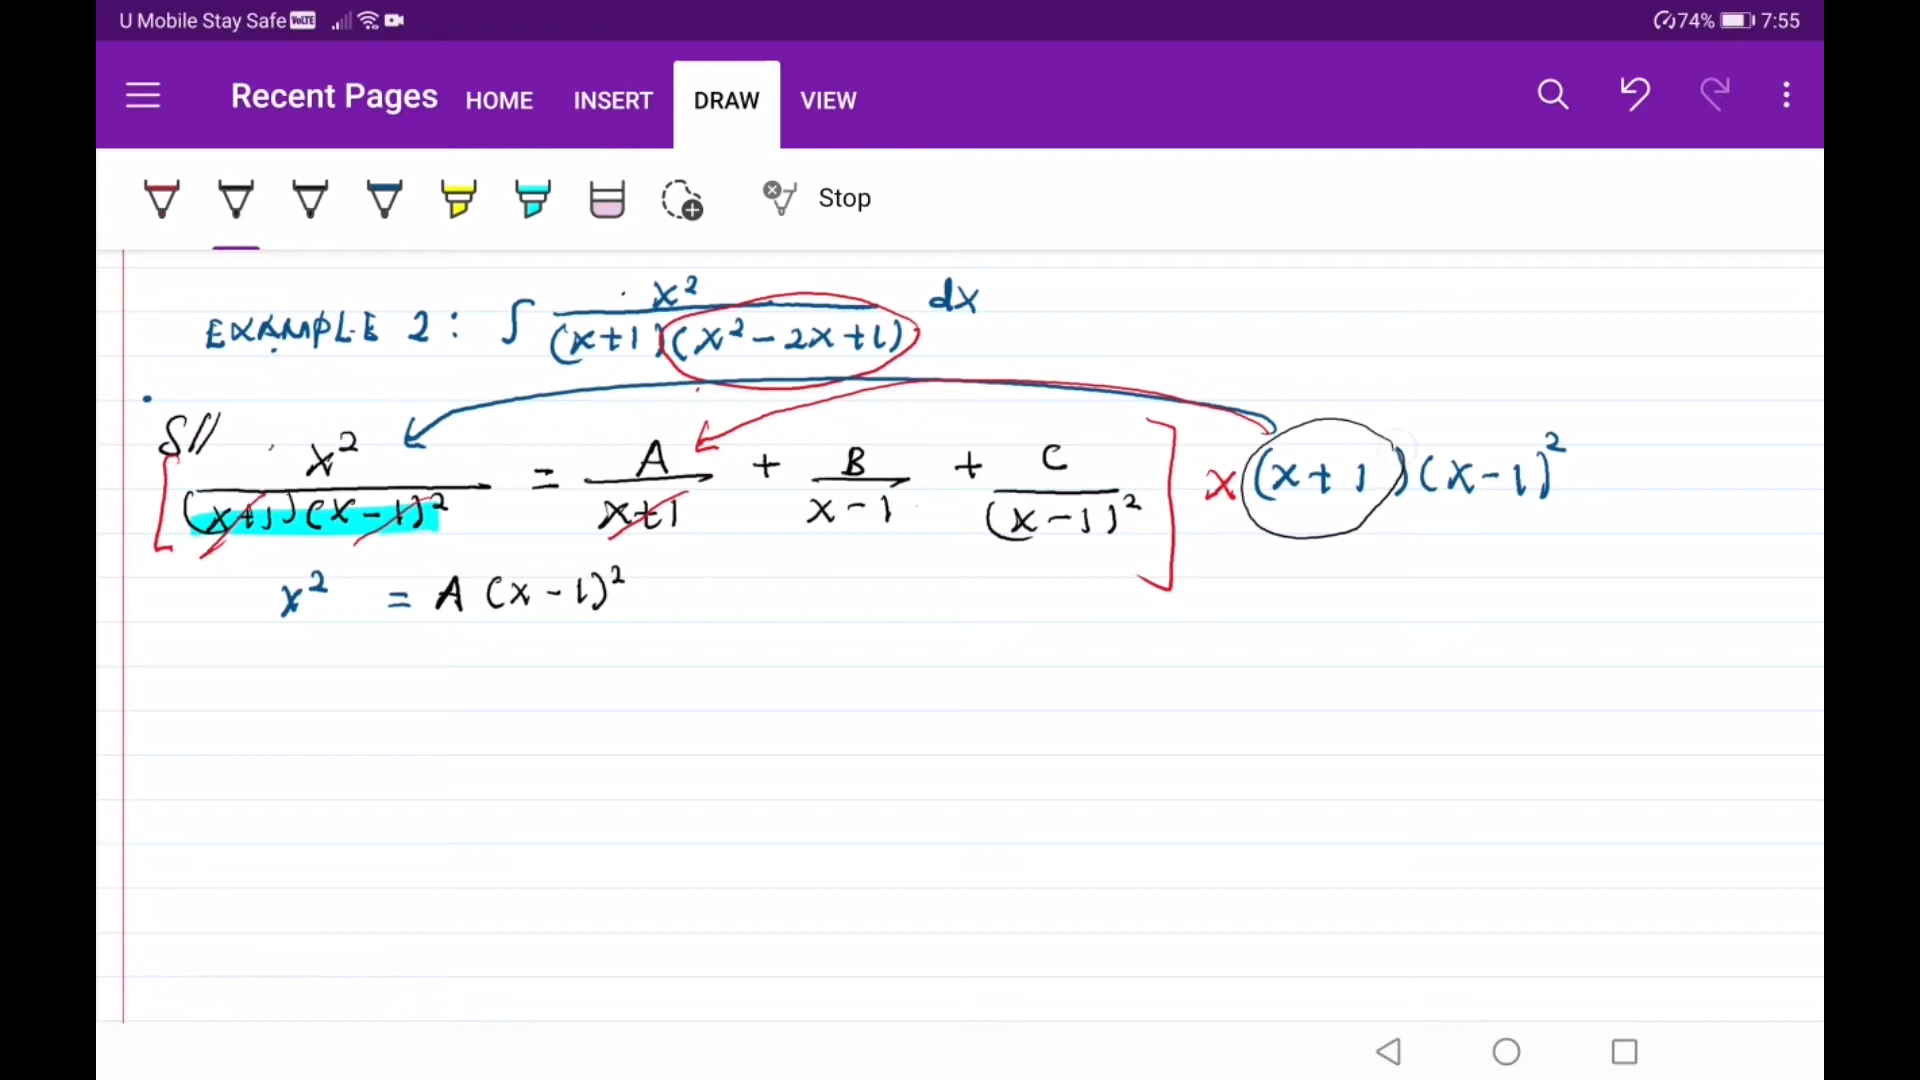 U Mobile Stay Safe VoLTE 74% 7:55
Recent Pages HOME INSERT DRAW VIEW
Stop
EXAMPLE 2: ∫ x² / (x+1)(x²-2x+1) dx
S//
[ x² / (x+1)(x-1)² = A / x+1 + B / x-1 + C / (x-1)² ] x (x+1)(x-1)²
x² = A (x-1)²